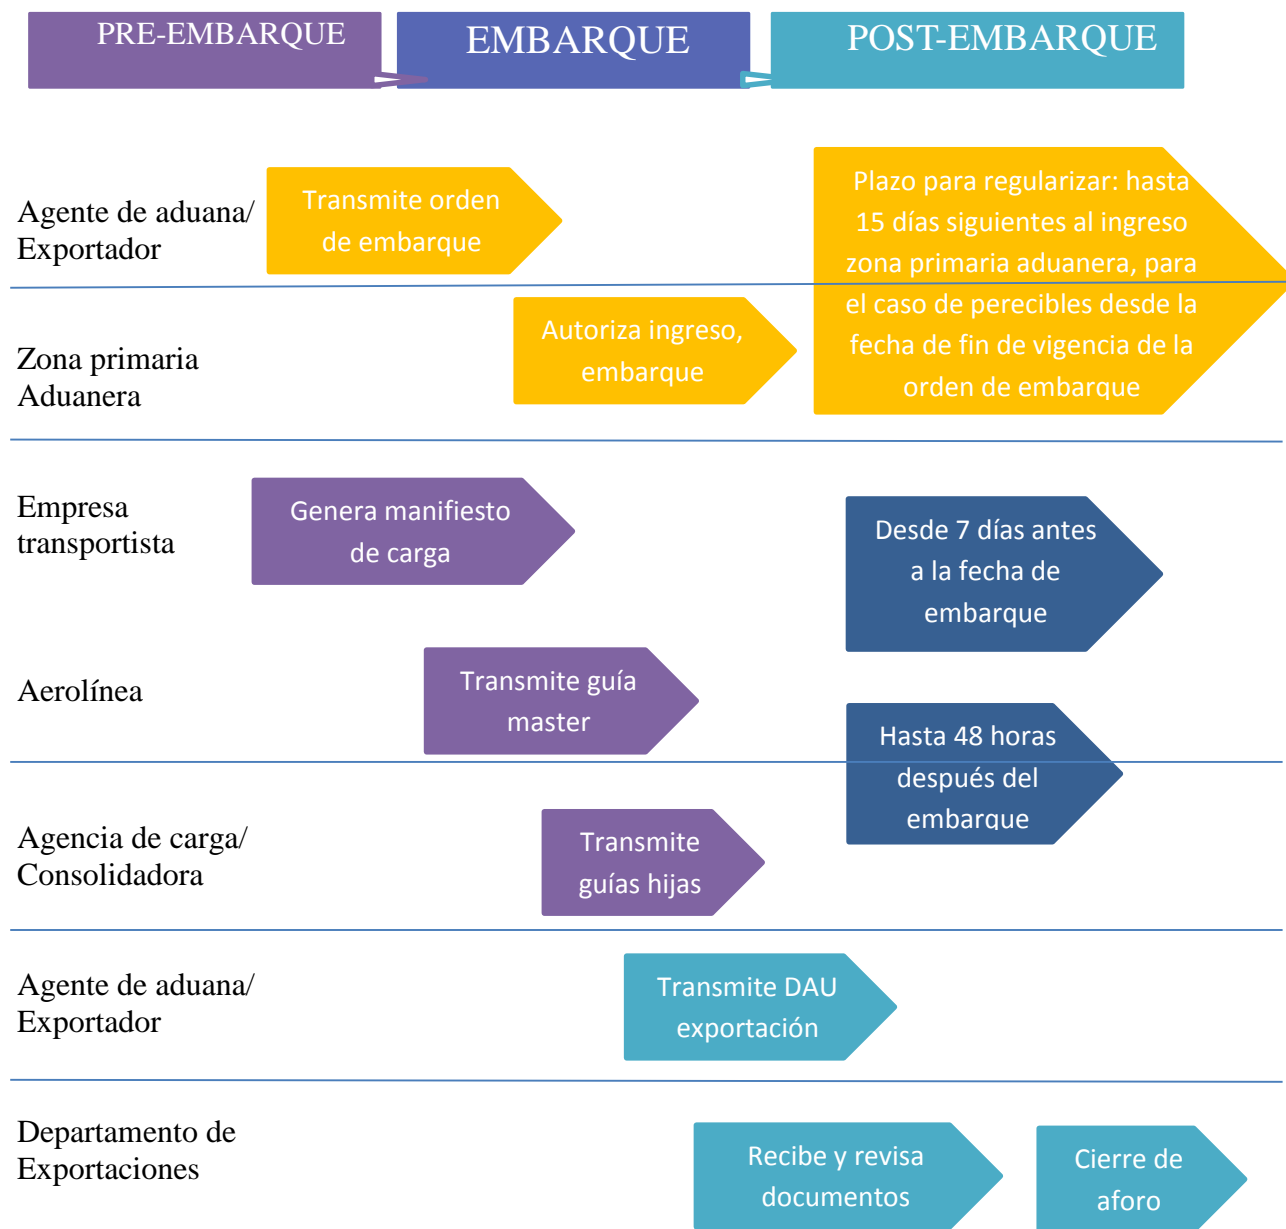 PRE-EMBARQUE
EMBARQUE
POST-EMBARQUE
Agente de aduana/
Exportador
Transmite orden
de embarque
Plazo para regularizar: hasta
15 días siguientes al ingreso
zona primaria aduanera, para
el caso de perecibles desde la
fecha de fin de vigencia de la
orden de embarque
Zona primaria
Aduanera
Autoriza ingreso,
embarque
Empresa
transportista
Genera manifiesto
de carga
Desde 7 días antes
a la fecha de
embarque
Aerolínea
Transmite guía
master
Hasta 48 horas
después del
embarque
Agencia de carga/
Consolidadora
Transmite
guías hijas
Agente de aduana/
Exportador
Transmite DAU
exportación
Departamento de
Exportaciones
Recibe y revisa
documentos
Cierre de
aforo